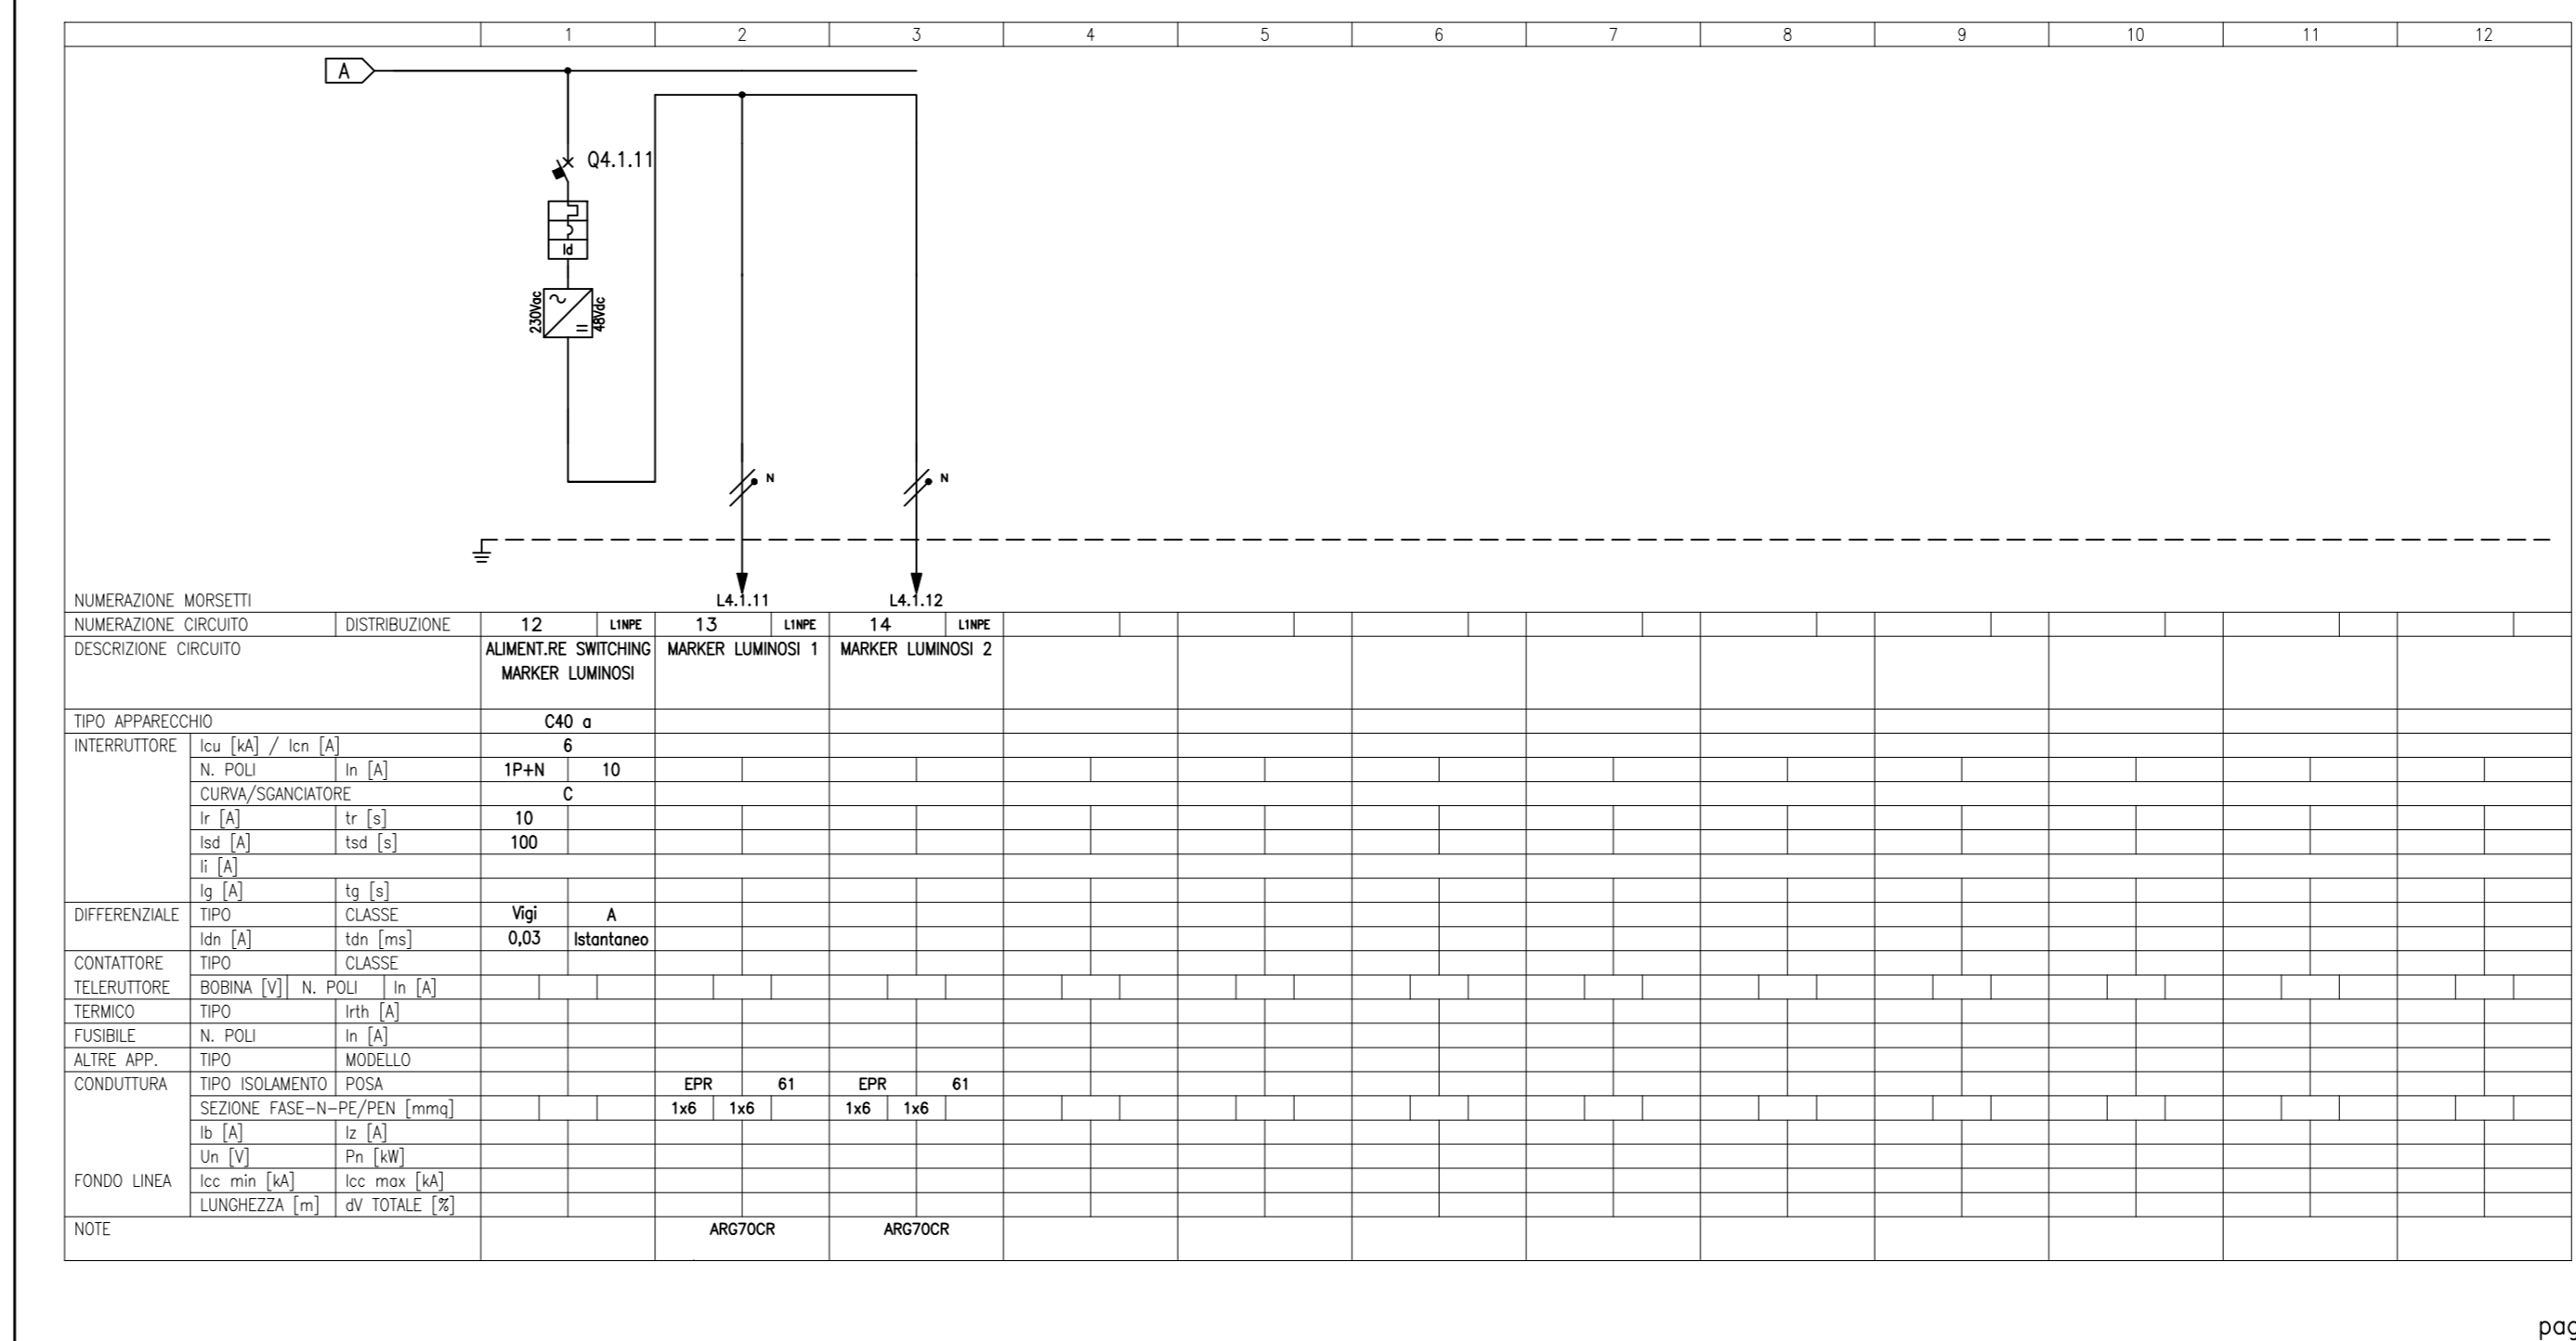 1 2 3 4 5 6 7 8 9 10 11 12
A
Q4.1.11
Id
230Vac 48Vdc
N N
NUMERAZIONE MORSETTI L4.1.11 L4.1.12
NUMERAZIONE CIRCUITO DISTRIBUZIONE 12 L1NPE 13 L1NPE 14 L1NPE
DESCRIZIONE CIRCUITO ALIMENT.RE SWITCHING MARKER LUMINOSI 1 MARKER LUMINOSI 2
MARKER LUMINOSI
TIPO APPARECCHIO C40 a
INTERRUTTORE Icu [kA] / Icn [A] 6
N. POLI In [A] 1P+N 10
CURVA/SGANCIATORE C
Ir [A] tr [s] 10
Isd [A] tsd [s] 100
Ii [A]
Ig [A] tg [s]
DIFFERENZIALE TIPO CLASSE Vigi A
Idn [A] tdn [ms] 0,03 Istantaneo
CONTATTORE TIPO CLASSE
TELERUTTORE BOBINA [V] N. POLI In [A]
TERMICO TIPO Irth [A]
FUSIBILE N. POLI In [A]
ALTRE APP. TIPO MODELLO
CONDUTTURA TIPO ISOLAMENTO POSA EPR 61 EPR 61
SEZIONE FASE-N-PE/PEN [mmq] 1x6 1x6 1x6 1x6
Ib [A] Iz [A]
Un [V] Pn [kW]
FONDO LINEA Icc min [kA] Icc max [kA]
LUNGHEZZA [m] dV TOTALE [%]
NOTE ARG7OCR ARG7OCR